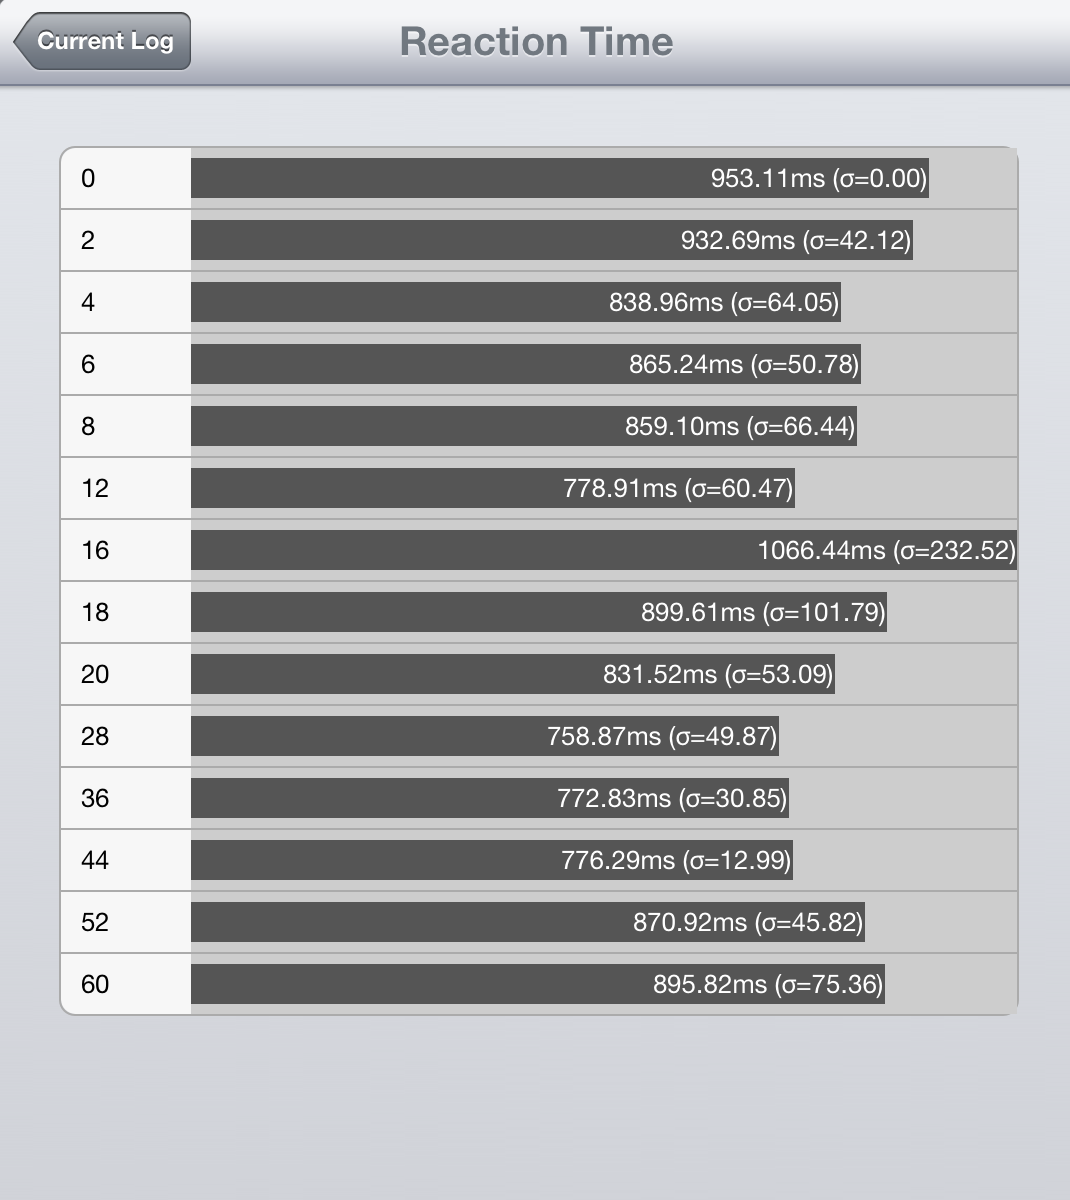 Current Log
Reaction Time
0 953.11ms (σ=0.00)
2 932.69ms (σ=42.12)
4 838.96ms (σ=64.05)
6 865.24ms (σ=50.78)
8 859.10ms (σ=66.44)
12 778.91ms (σ=60.47)
16 1066.44ms (σ=232.52)
18 899.61ms (σ=101.79)
20 831.52ms (σ=53.09)
28 758.87ms (σ=49.87)
36 772.83ms (σ=30.85)
44 776.29ms (σ=12.99)
52 870.92ms (σ=45.82)
60 895.82ms (σ=75.36)